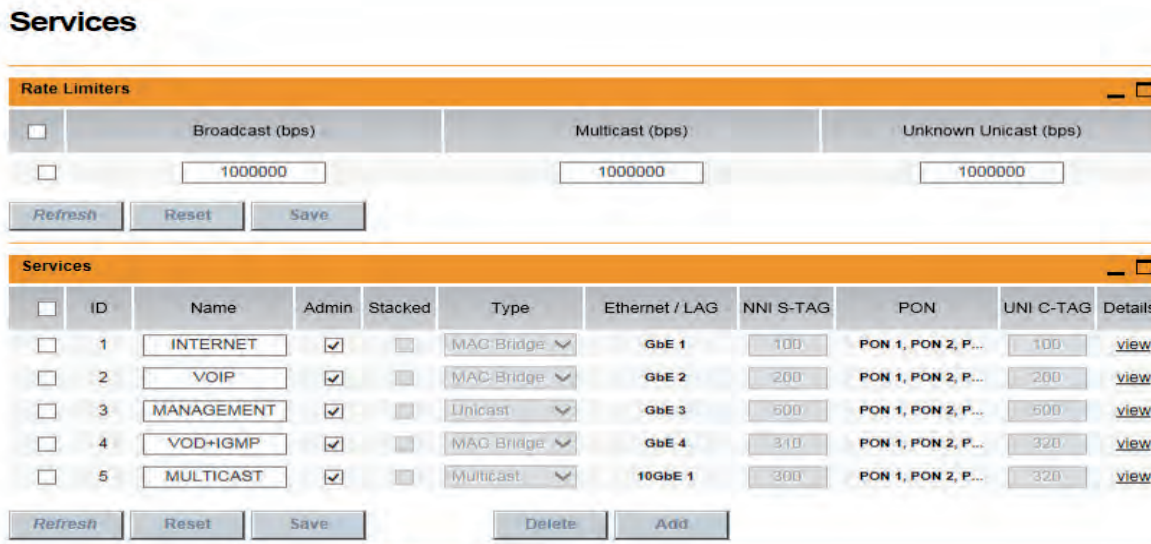 Services
Rate Limiters
Broadcast (bps) Multicast (bps) Unknown Unicast (bps)
1000000 1000000 1000000
Refresh Reset Save
Services
ID Name Admin Stacked Type Ethernet / LAG NNI S-TAG PON UNI C-TAG Details
1 INTERNET MAC Bridge GbE 1 100 PON 1, PON 2, P... 100 view
2 VOIP MAC Bridge GbE 2 200 PON 1, PON 2, P... 200 view
3 MANAGEMENT Unicast GbE 3 600 PON 1, PON 2, P... 600 view
4 VOD+IGMP MAC Bridge GbE 4 310 PON 1, PON 2, P... 320 view
5 MULTICAST Multicast 10GbE 1 300 PON 1, PON 2, P... 320 view
Refresh Reset Save Delete Add